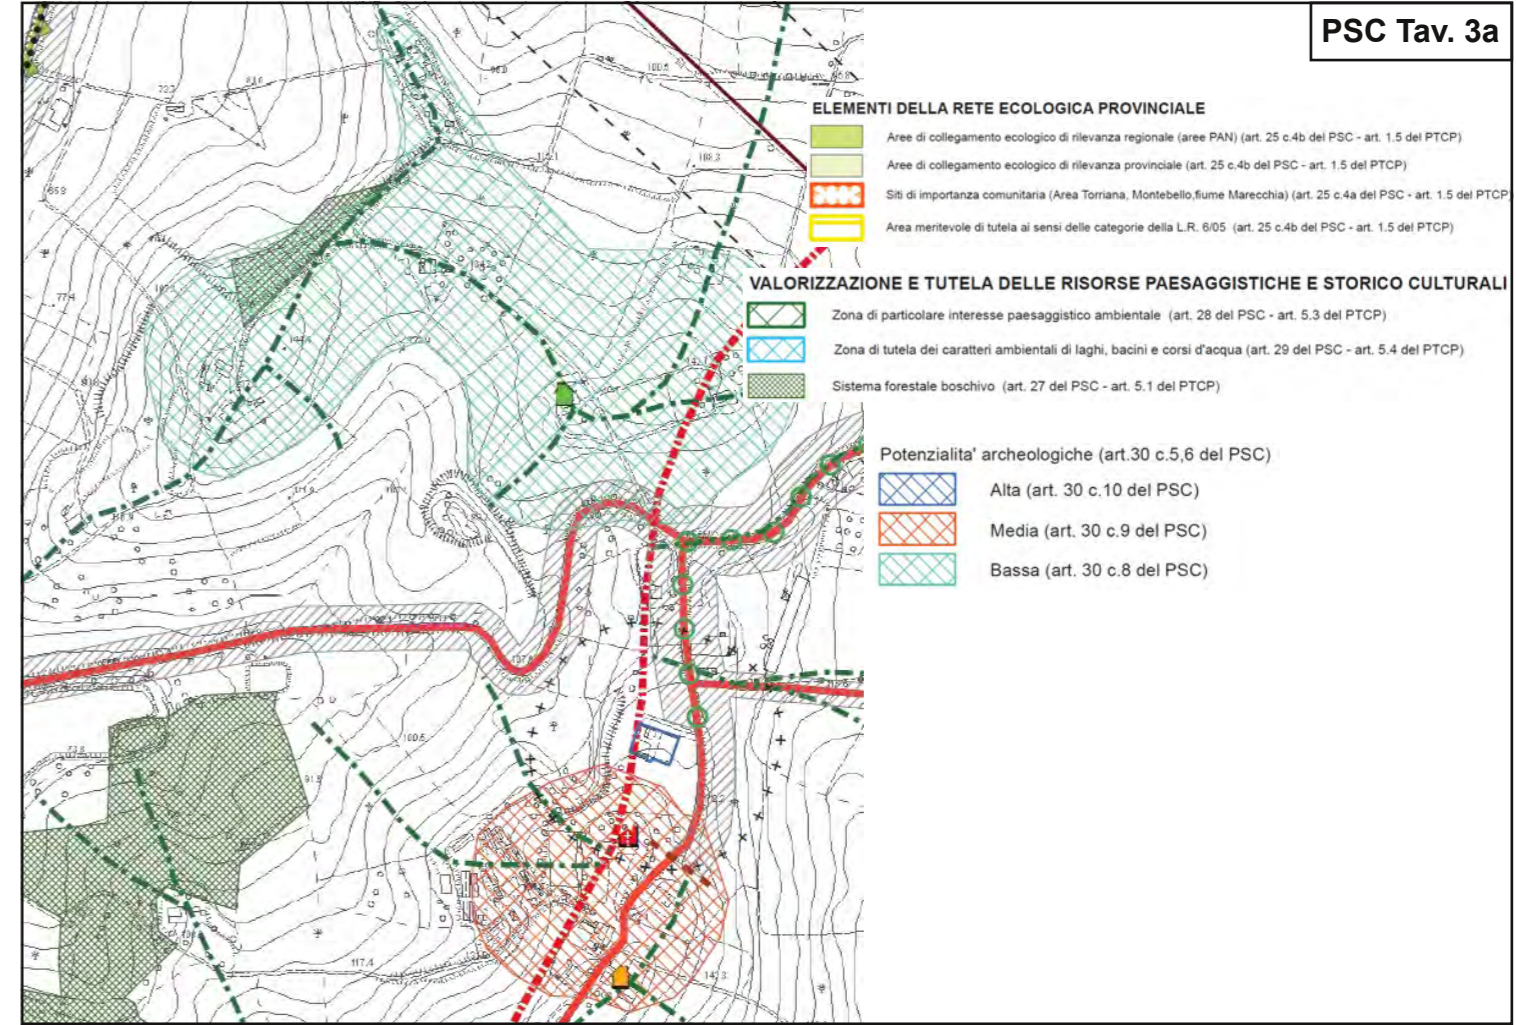 PSC Tav. 3a
ELEMENTI DELLA RETE ECOLOGICA PROVINCIALE
Aree di collegamento ecologico di rilevanza regionale (aree PAN) (art. 25 c.4b del PSC - art. 1.5 del PTCP)
Aree di collegamento ecologico di rilevanza provinciale (art. 25 c.4b del PSC - art. 1.5 del PTCP)
Siti di importanza comunitaria (Area Torriana, Montebello,fiume Marecchia) (art. 25 c.4a del PSC - art. 1.5 del PTCP)
Area meritevole di tutela ai sensi delle categorie della L.R. 6/05 (art. 25 c.4b del PSC - art. 1.5 del PTCP)
VALORIZZAZIONE E TUTELA DELLE RISORSE PAESAGGISTICHE E STORICO CULTURALI
Zona di particolare interesse paesaggistico ambientale (art. 28 del PSC - art. 5.3 del PTCP)
Zona di tutela dei caratteri ambientali di laghi, bacini e corsi d'acqua (art. 29 del PSC - art. 5.4 del PTCP)
Sistema forestale boschivo (art. 27 del PSC - art. 5.1 del PTCP)
Potenzialita' archeologiche (art.30 c.5,6 del PSC)
Alta (art. 30 c.10 del PSC)
Media (art. 30 c.9 del PSC)
Bassa (art. 30 c.8 del PSC)
100.5
117.4